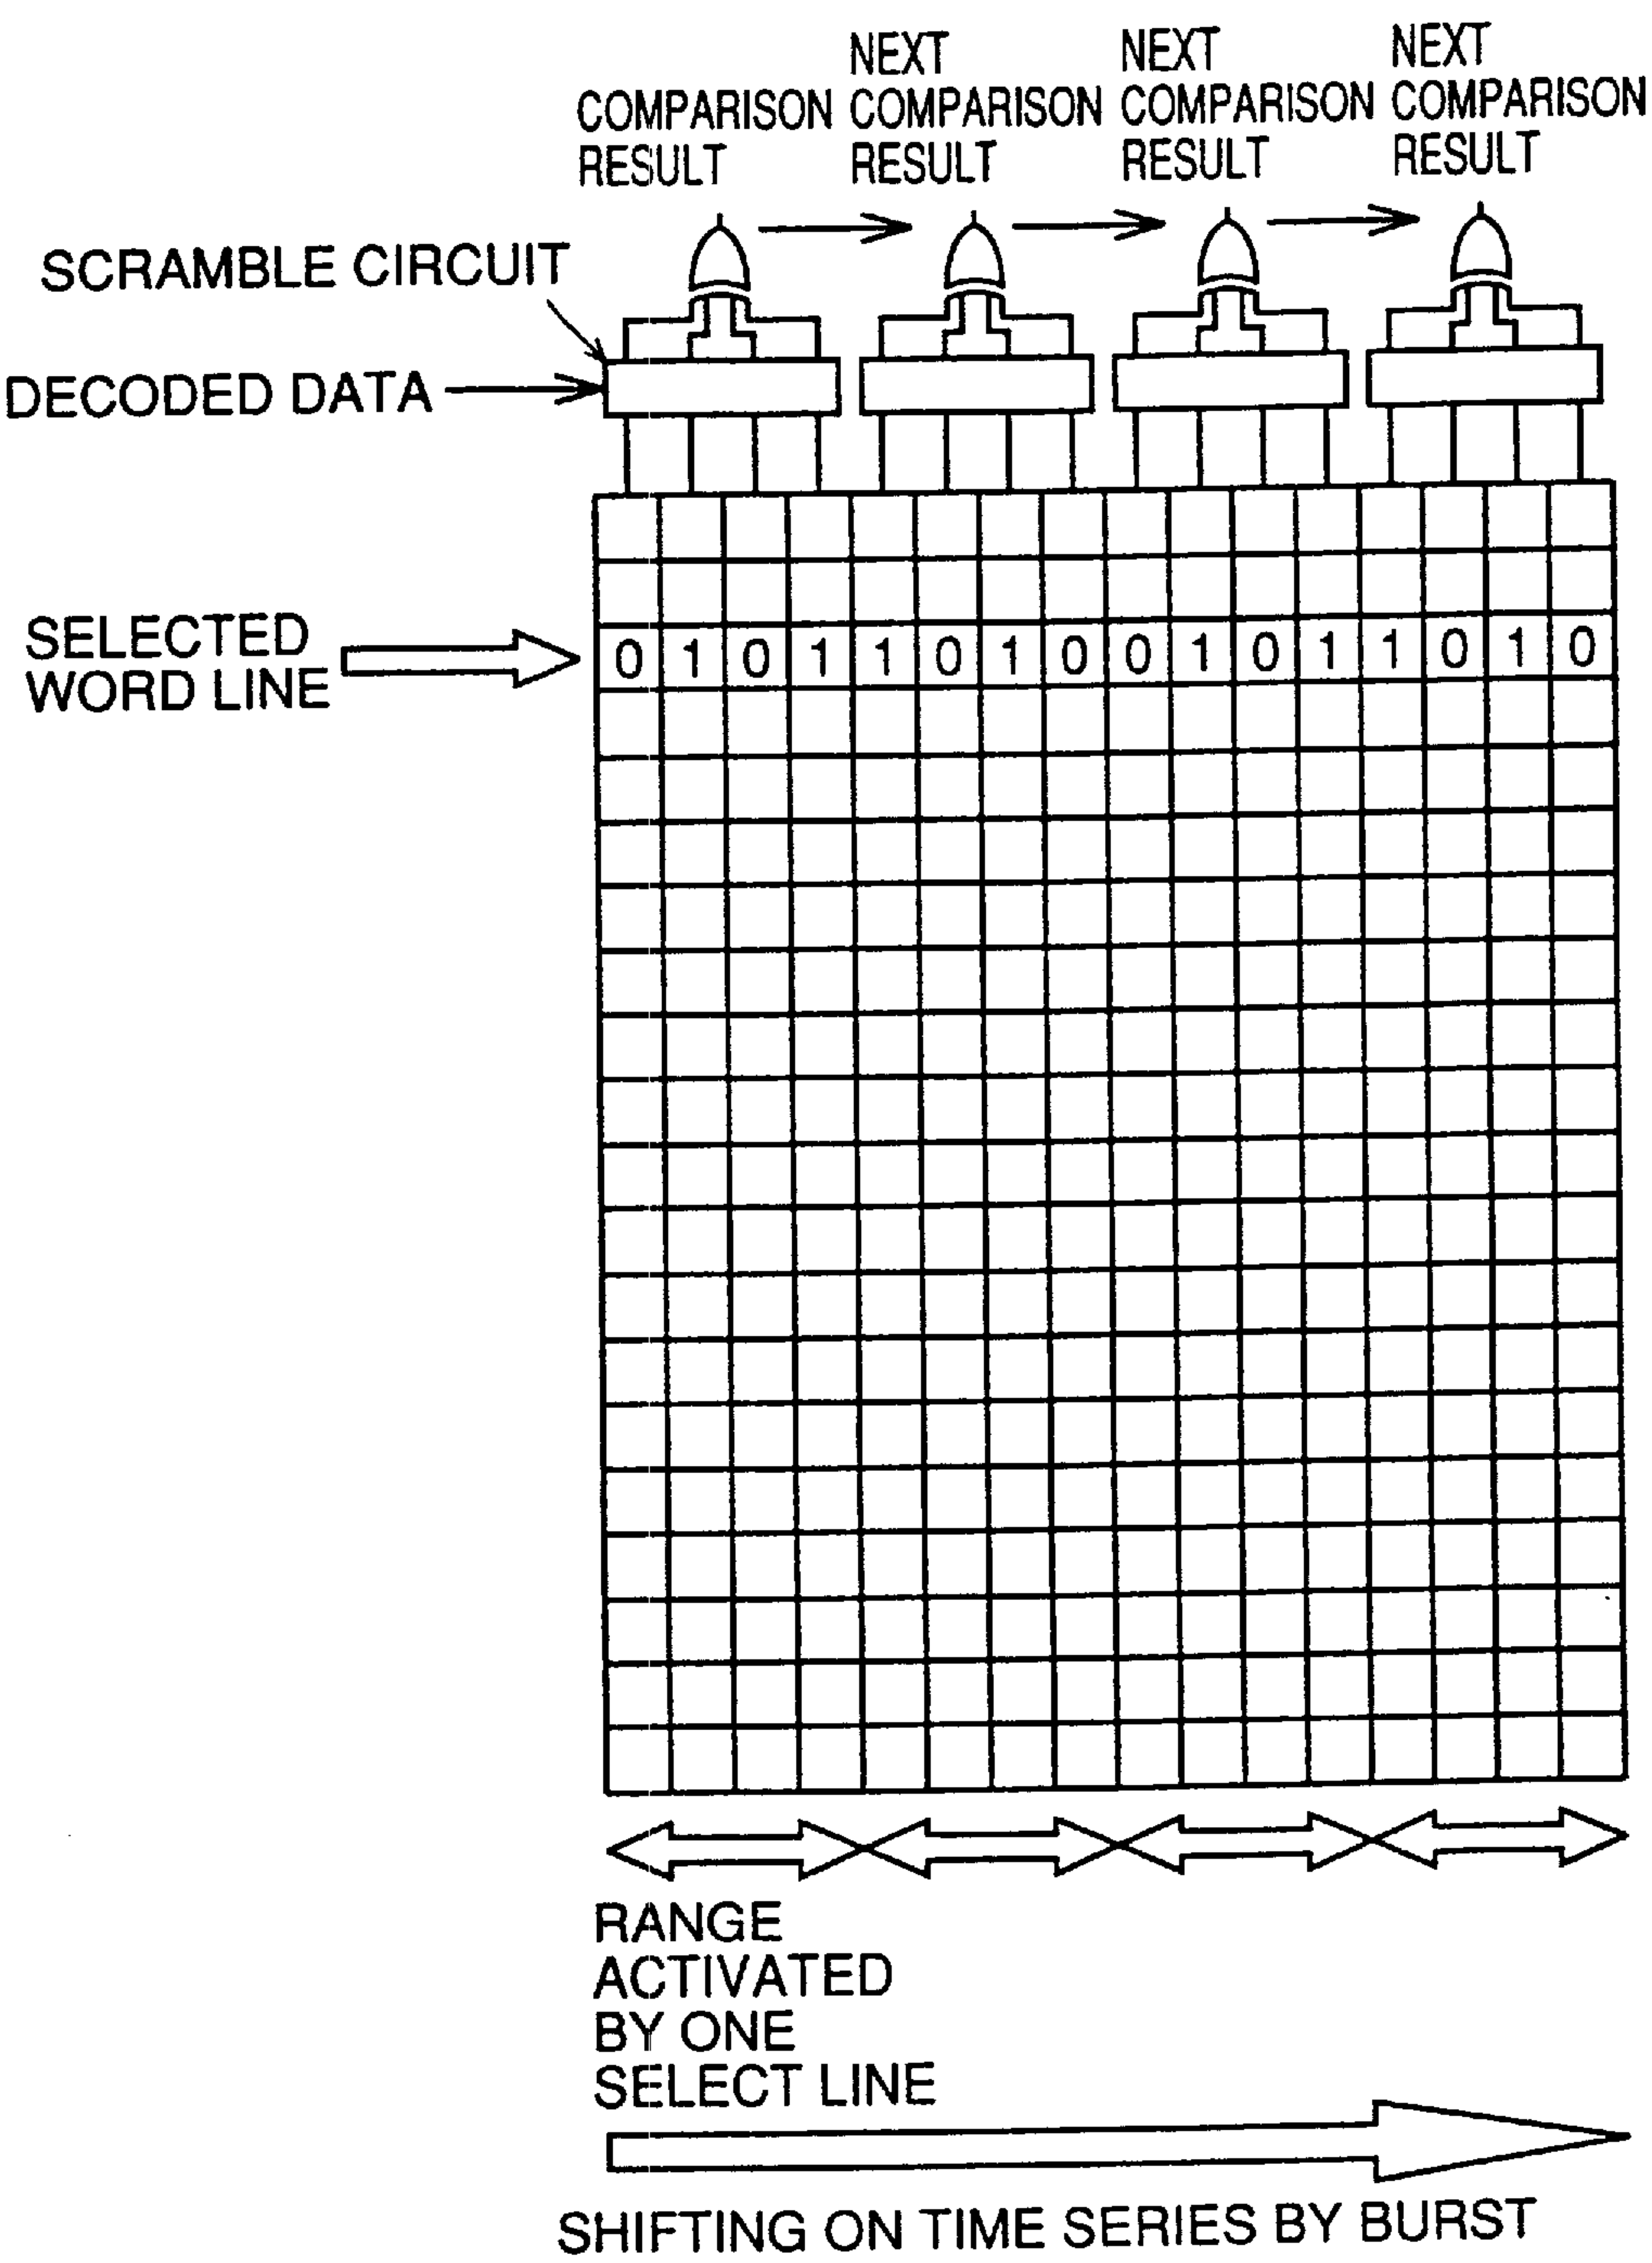 COMPARISON
RESULT
NEXT
COMPARISON
RESULT
NEXT
COMPARISON
RESULT
NEXT
COMPARISON
RESULT
SCRAMBLE CIRCUIT
DECODED DATA
SELECTED
WORD LINE
0 1 0 1 1 0 1 0 0 1 0 1 1 0 1 0
RANGE
ACTIVATED
BY ONE
SELECT LINE
SHIFTING ON TIME SERIES BY BURST